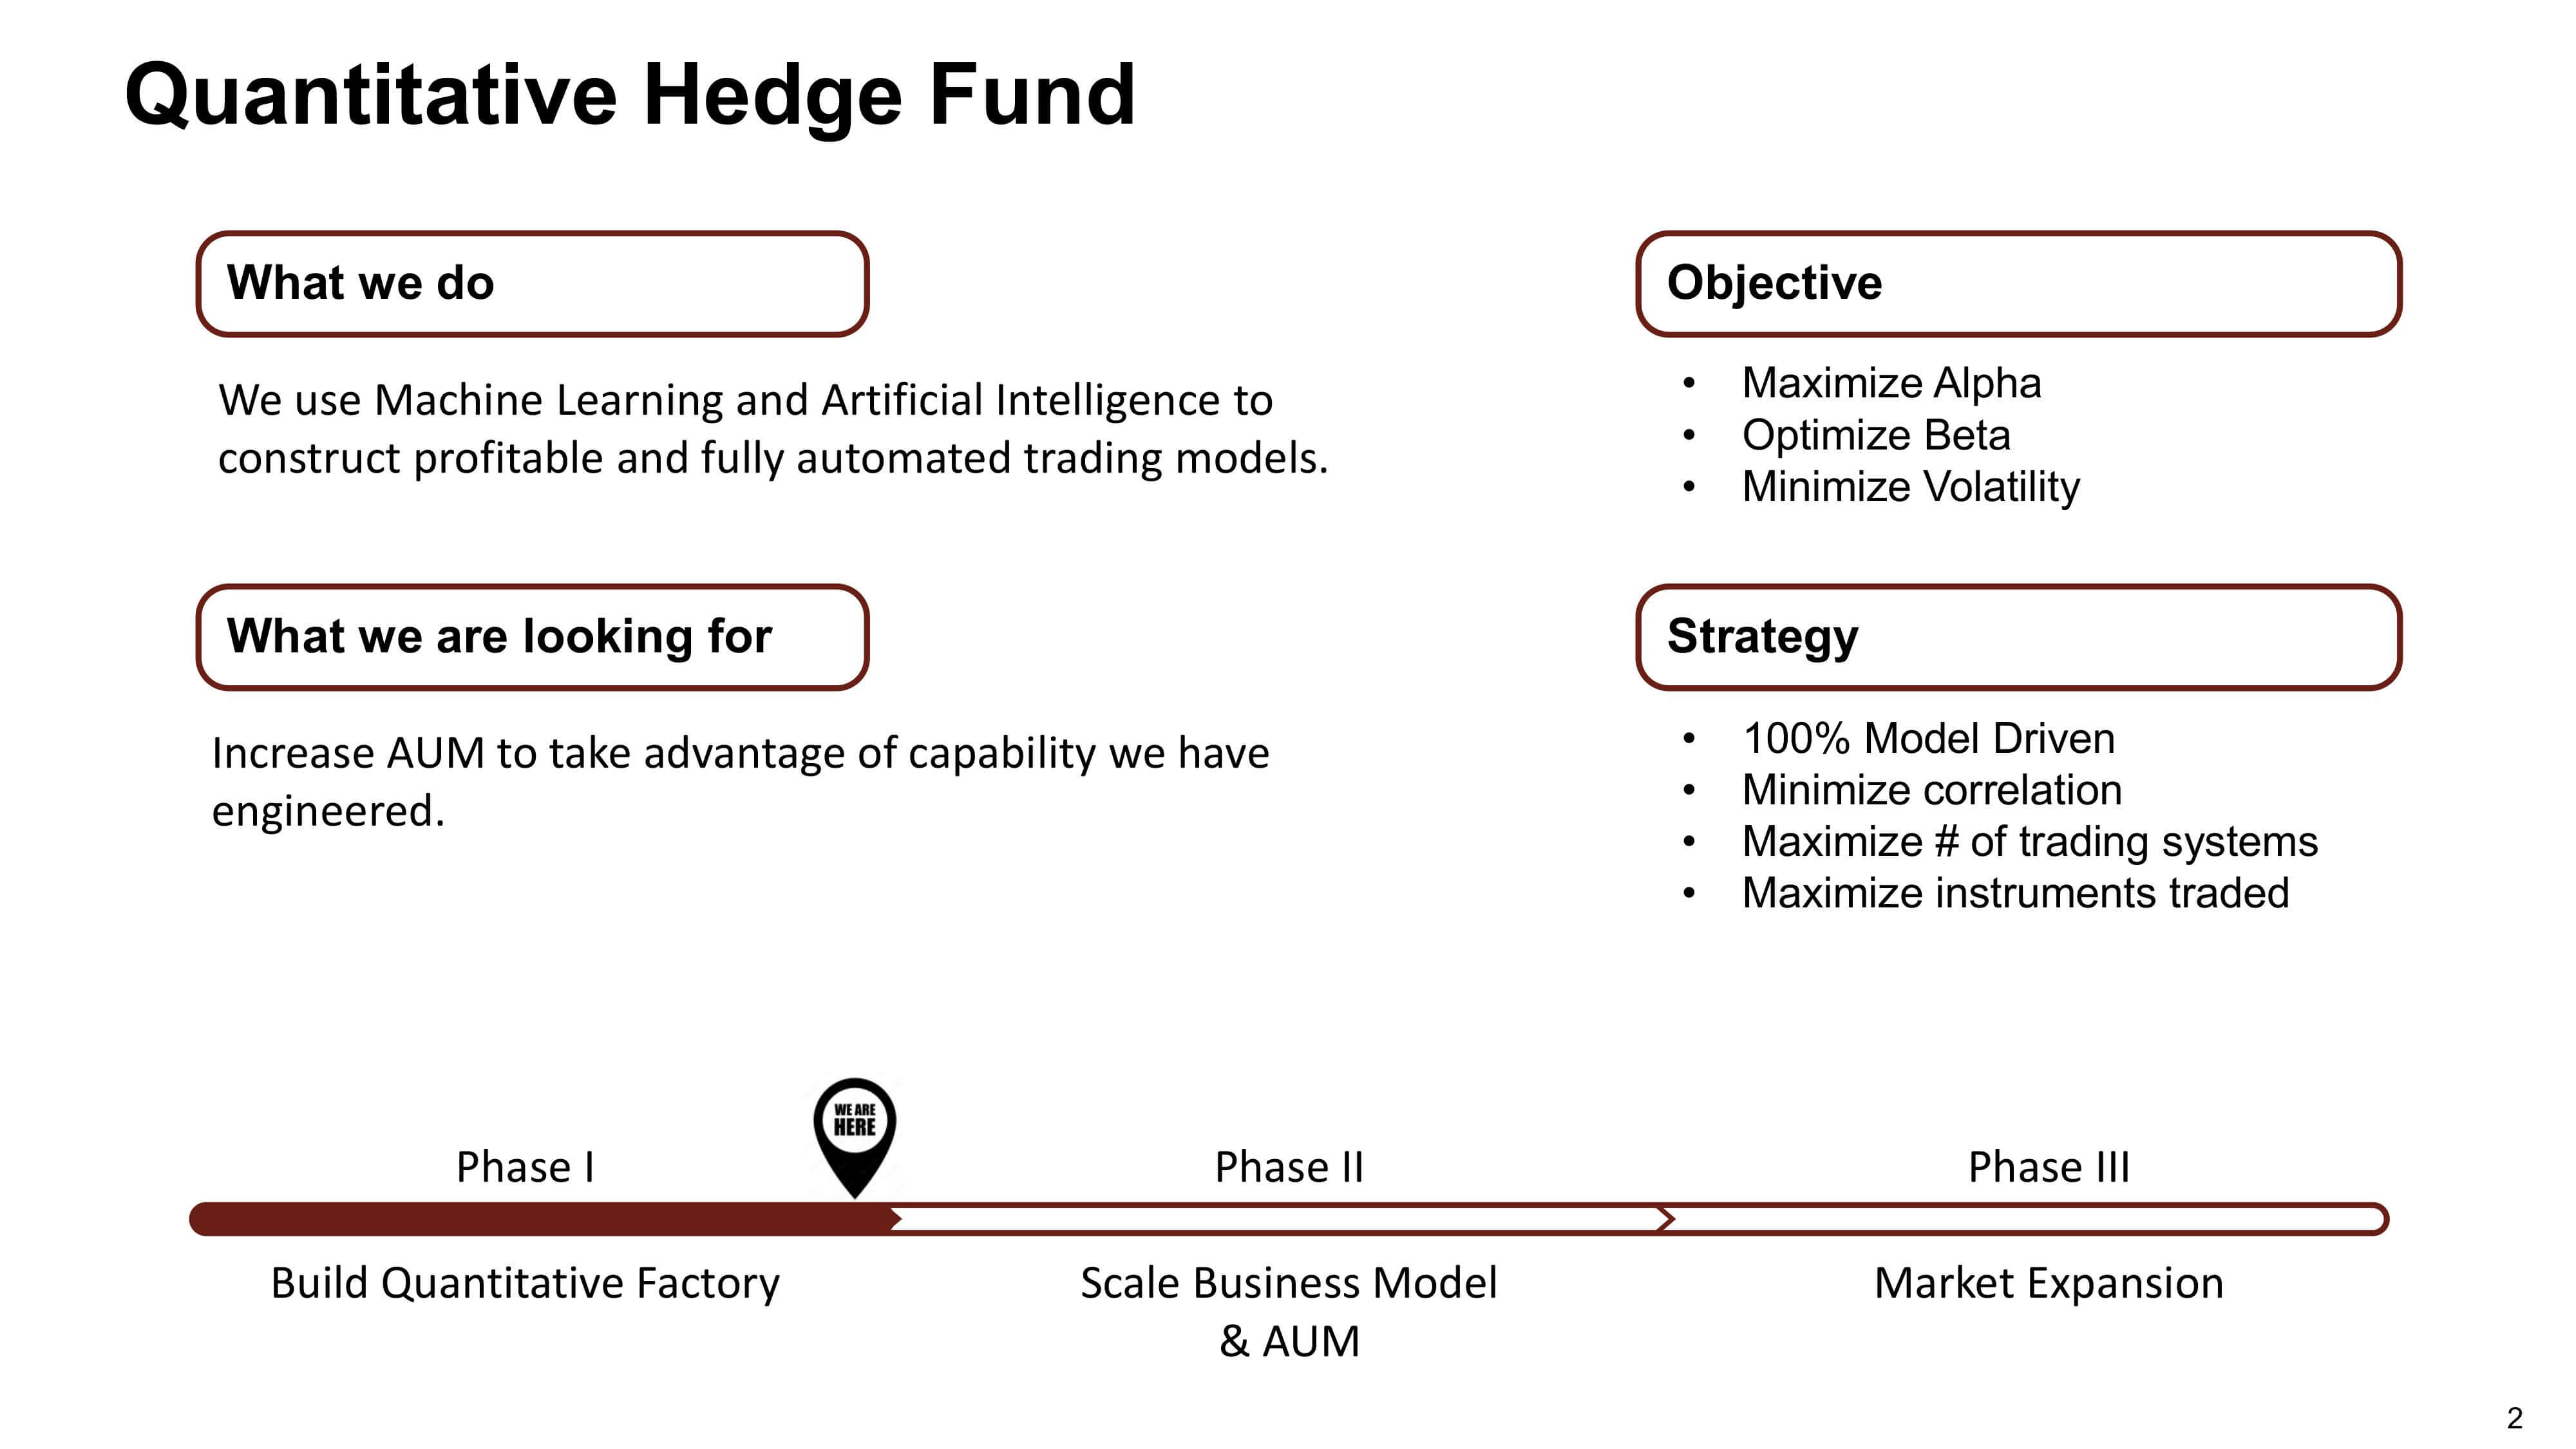 Quantitative Hedge Fund
What we do
We use Machine Learning and Artificial Intelligence to
construct profitable and fully automated trading models.
What we are looking for
Increase AUM to take advantage of capability we have
engineered.
Objective
• Maximize Alpha
• Optimize Beta
• Minimize Volatility
Strategy
• 100% Model Driven
• Minimize correlation
• Maximize # of trading systems
• Maximize instruments traded
WE ARE
HERE
Phase I
Build Quantitative Factory
Phase II
Scale Business Model
& AUM
Phase III
Market Expansion
2